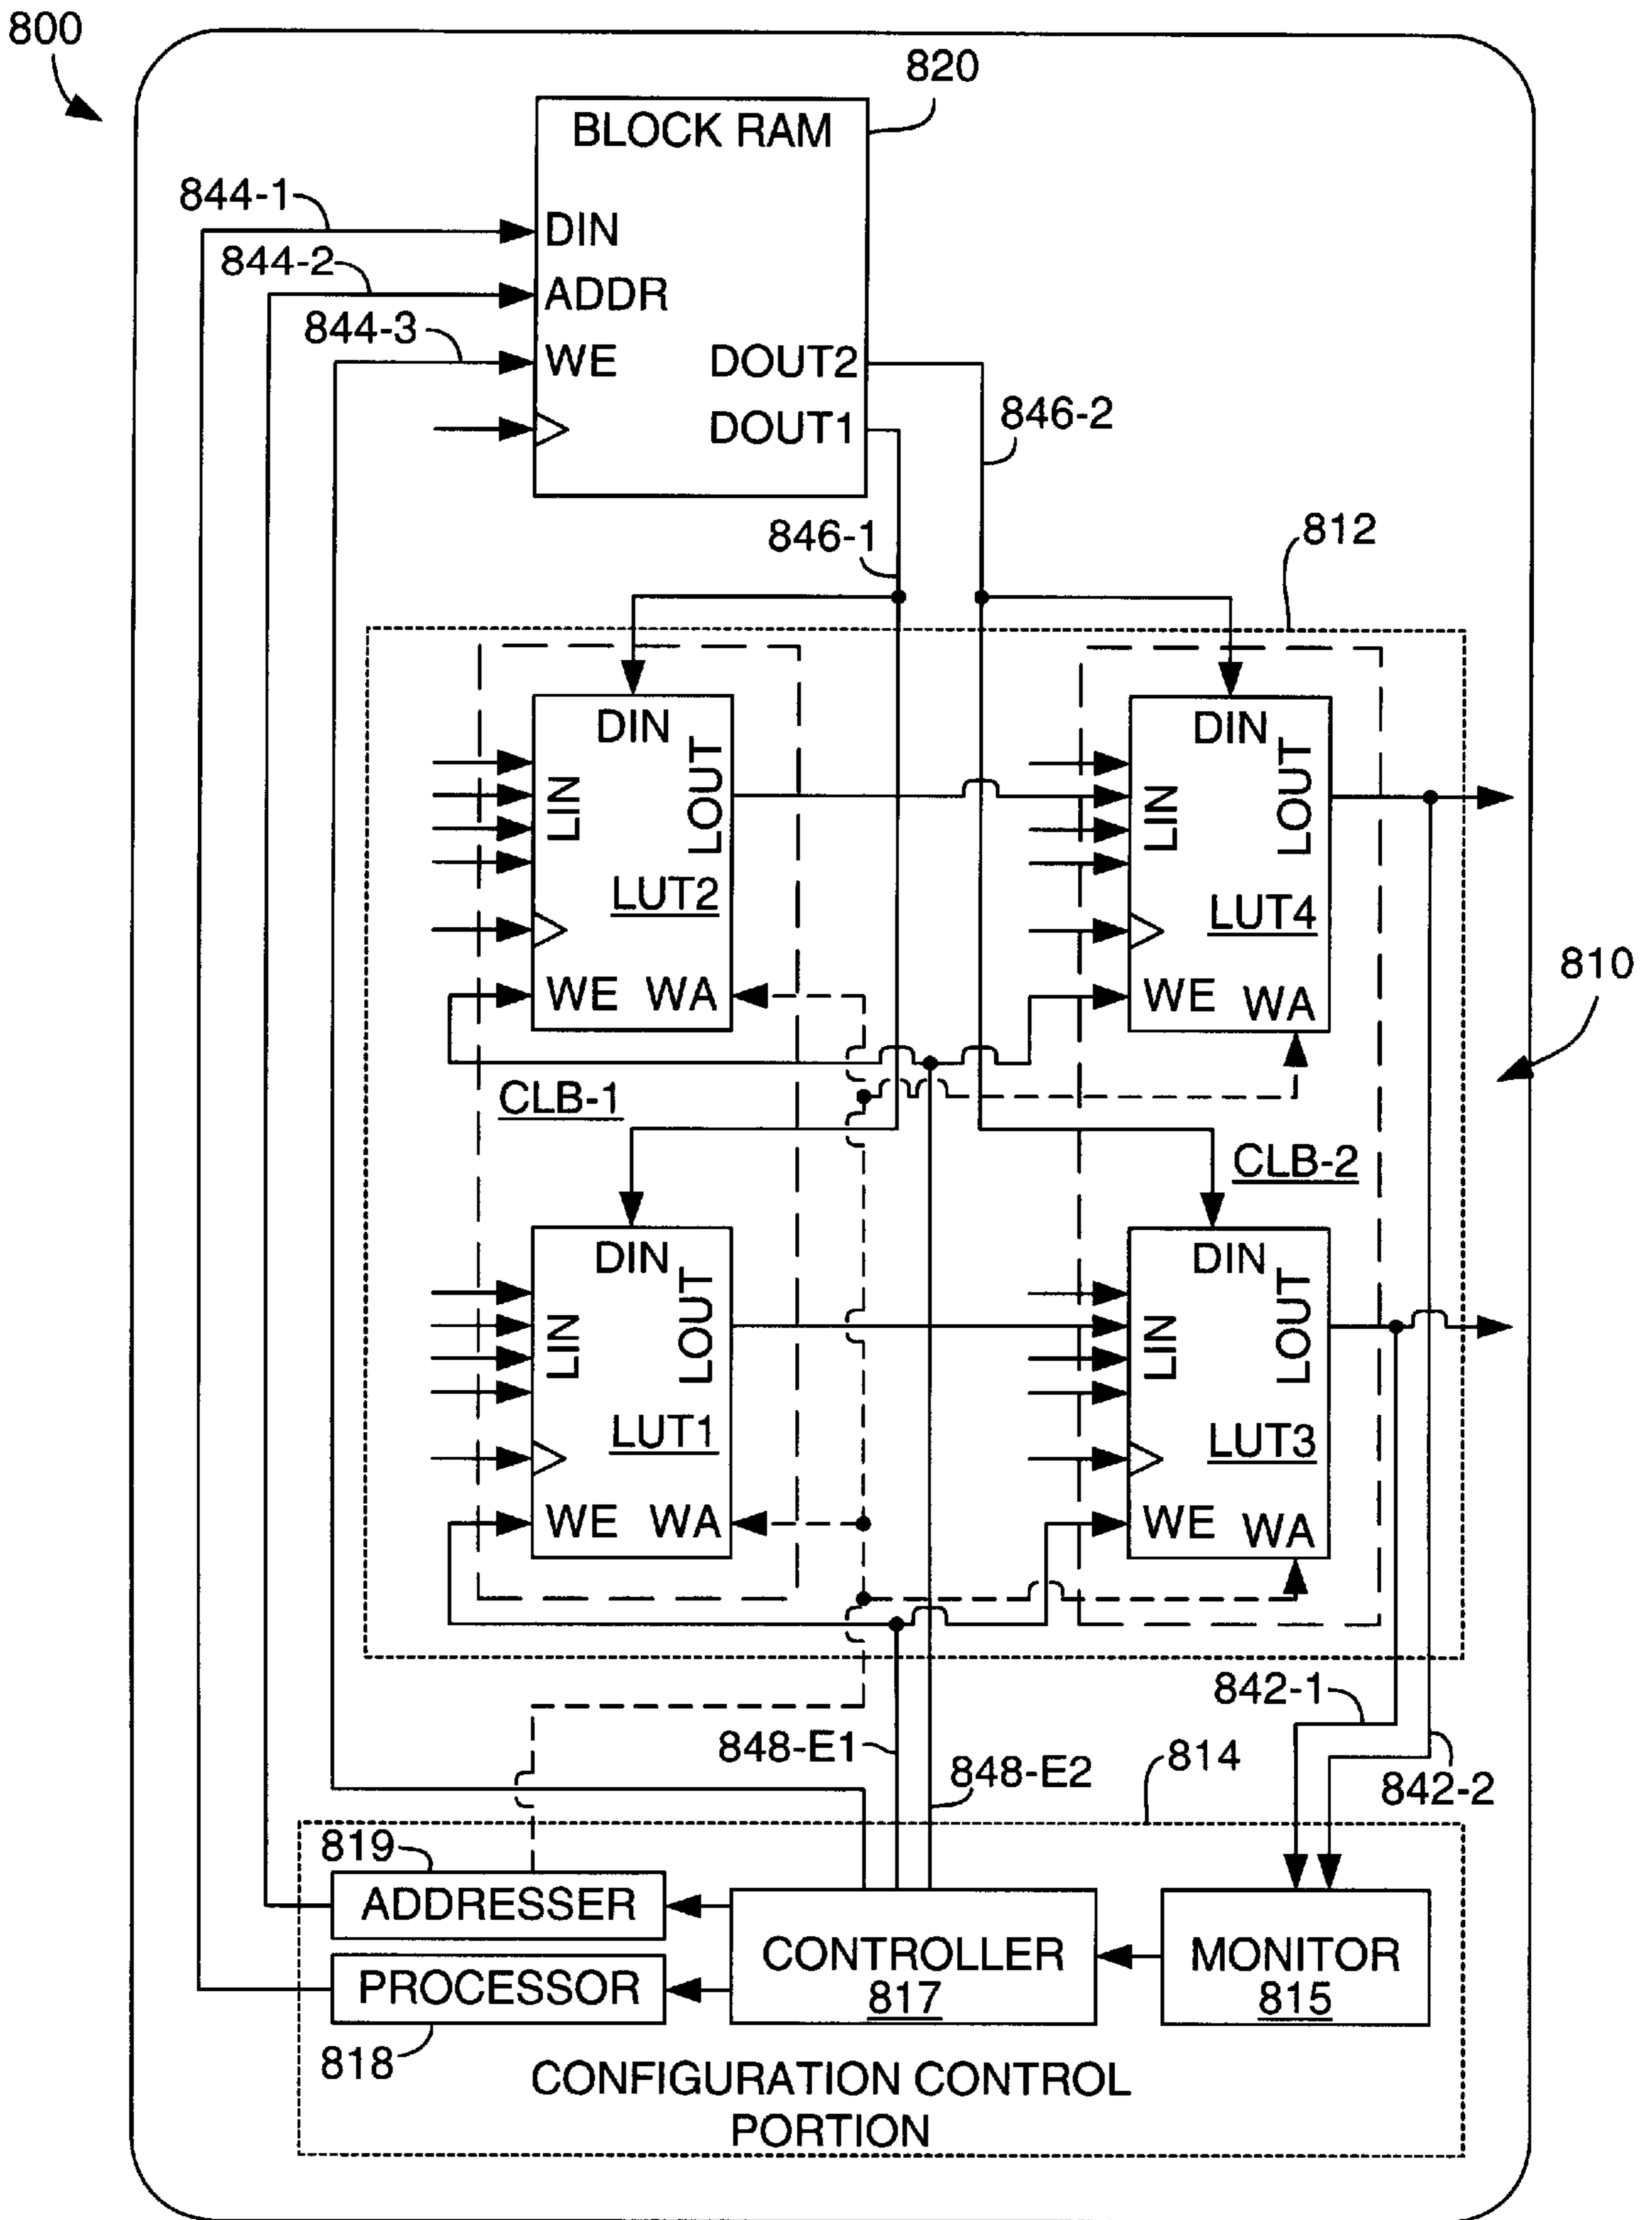 800
820
BLOCK RAM
844-1
DIN
844-2
ADDR
844-3
WE
DOUT2
DOUT1
846-2
846-1
812
DIN
LIN
LOUT
LUT2
WE WA
DIN
LIN
LOUT
LUT4
WE WA
810
CLB-1
CLB-2
DIN
LIN
LOUT
LUT1
WE WA
DIN
LIN
LOUT
LUT3
WE WA
842-1
848-E1
848-E2
814
842-2
819
ADDRESSER
CONTROLLER
817
MONITOR
815
PROCESSOR
818
CONFIGURATION CONTROL
PORTION